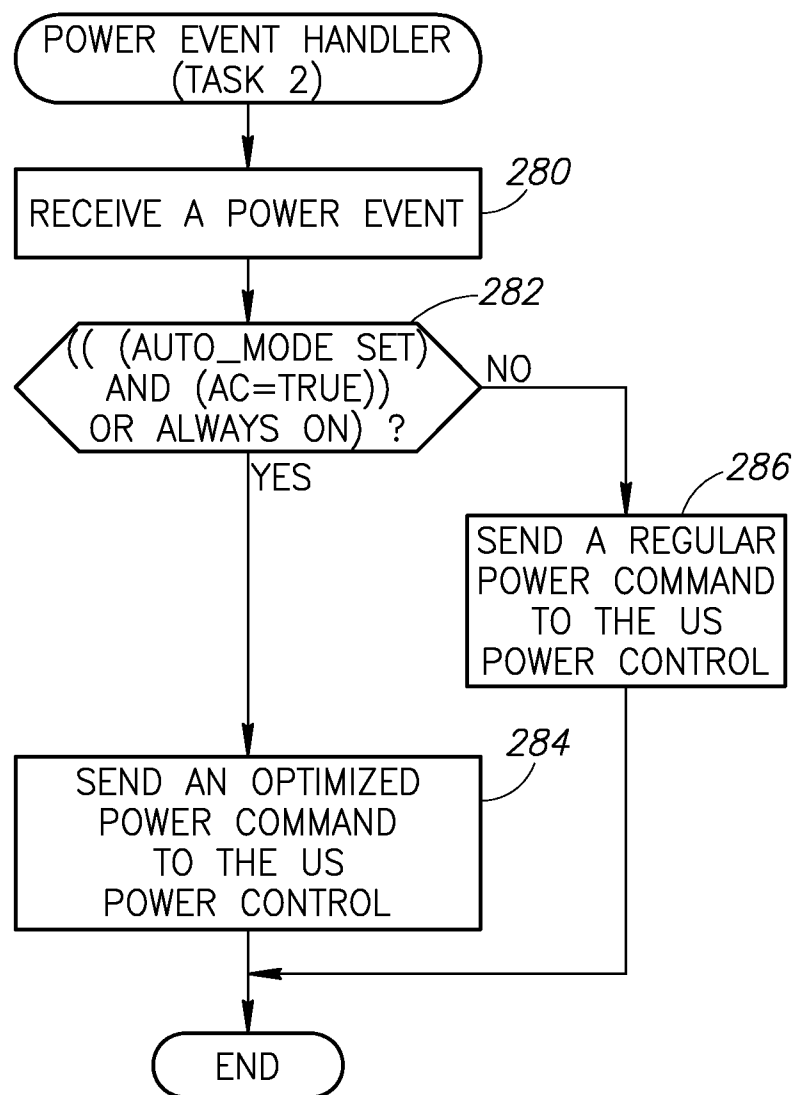 POWER EVENT HANDLER
(TASK 2)
280
RECEIVE A POWER EVENT
282
(( (AUTO_MODE SET)
AND (AC=TRUE))
OR ALWAYS ON) ?
NO
YES
286
SEND A REGULAR
POWER COMMAND
TO THE US
POWER CONTROL
284
SEND AN OPTIMIZED
POWER COMMAND
TO THE US
POWER CONTROL
END